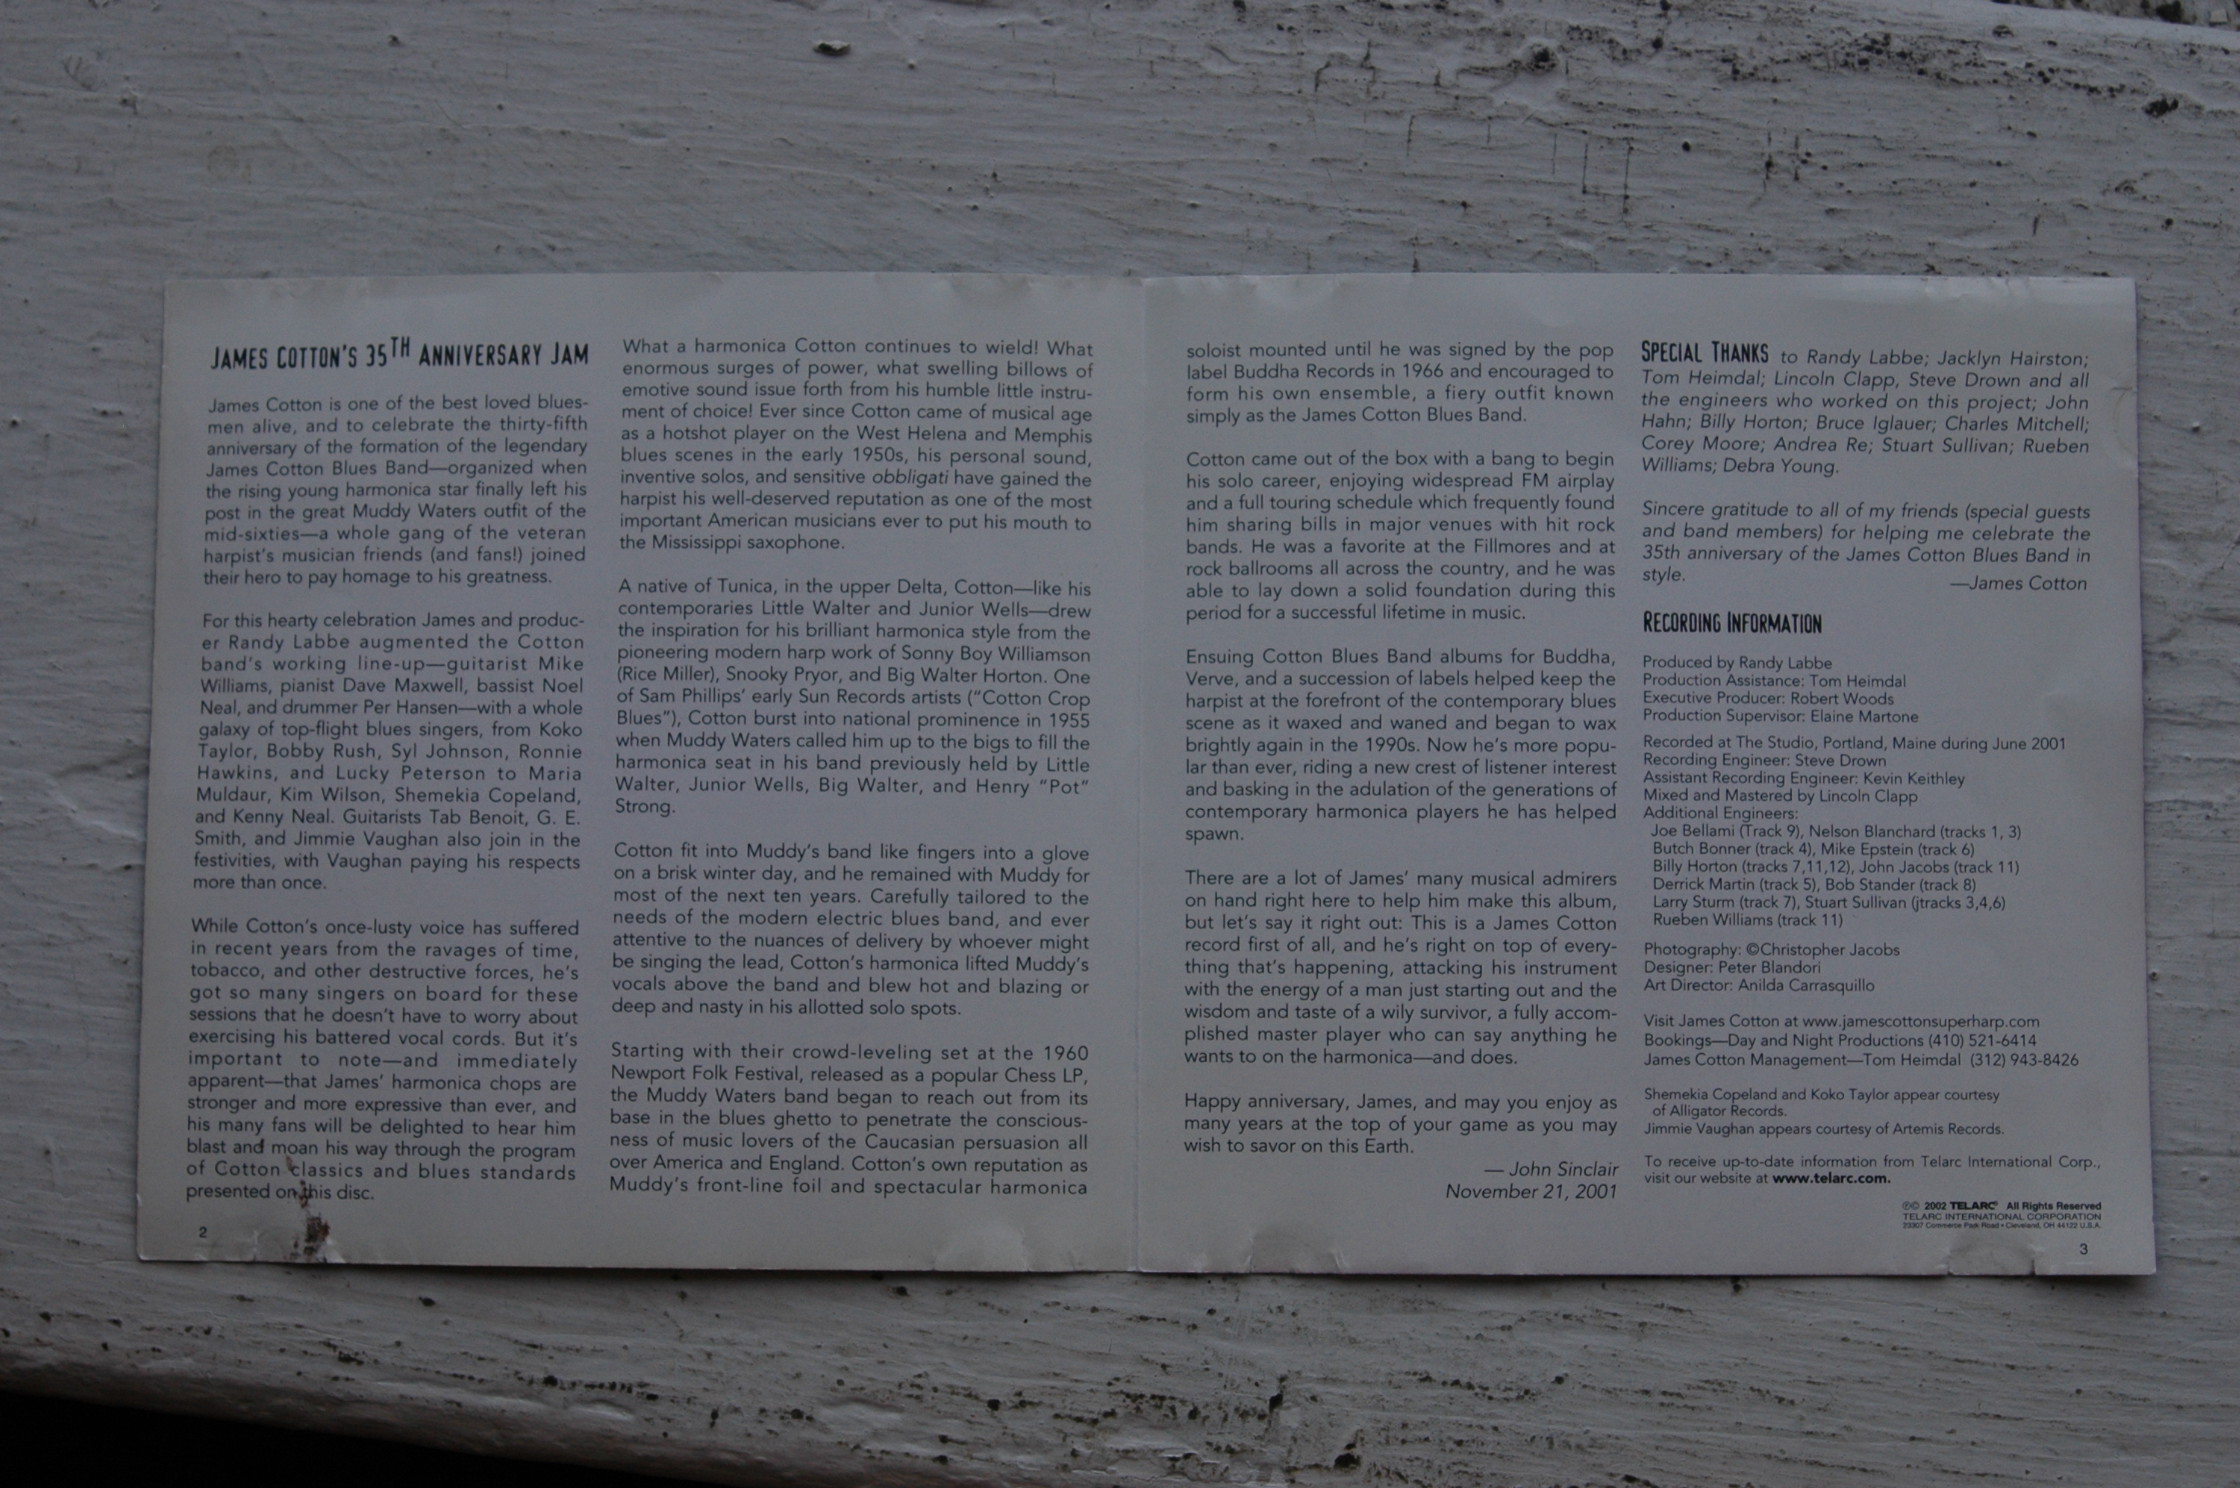 JAMES COTTON'S 35TH ANNIVERSARY JAM
James Cotton is one of the best loved blues-
men alive, and to celebrate the thirty-fifth
anniversary of the formation of the legendary
James Cotton Blues Band—organized when
the rising young harmonica star finally left his
post in the great Muddy Waters outfit of the
mid-sixties—a whole gang of the veteran
harpist's musician friends (and fans!) joined
their hero to pay homage to his greatness.
For this hearty celebration James and produc-
er Randy Labbe augmented the Cotton
band's working line-up—guitarist Mike
Williams, pianist Dave Maxwell, bassist Noel
Neal, and drummer Per Hansen—with a whole
galaxy of top-flight blues singers, from Koko
Taylor, Bobby Rush, Syl Johnson, Ronnie
Hawkins, and Lucky Peterson to Maria
Muldaur, Kim Wilson, Shemekia Copeland,
and Kenny Neal. Guitarists Tab Benoit, G. E.
Smith, and Jimmie Vaughan also join in the
festivities, with Vaughan paying his respects
more than once.
While Cotton's once-lusty voice has suffered
in recent years from the ravages of time,
tobacco, and other destructive forces, he's
got so many singers on board for these
sessions that he doesn't have to worry about
exercising his battered vocal cords. But it's
important to note—and immediately
apparent—that James' harmonica chops are
stronger and more expressive than ever, and
his many fans will be delighted to hear him
blast and moan his way through the program
of Cotton classics and blues standards
presented on this disc.
2
What a harmonica Cotton continues to wield! What
enormous surges of power, what swelling billows of
emotive sound issue forth from his humble little instru-
ment of choice! Ever since Cotton came of musical age
as a hotshot player on the West Helena and Memphis
blues scenes in the early 1950s, his personal sound,
inventive solos, and sensitive obbligati have gained the
harpist his well-deserved reputation as one of the most
important American musicians ever to put his mouth to
the Mississippi saxophone.
A native of Tunica, in the upper Delta, Cotton—like his
contemporaries Little Walter and Junior Wells—drew
the inspiration for his brilliant harmonica style from the
pioneering modern harp work of Sonny Boy Williamson
(Rice Miller), Snooky Pryor, and Big Walter Horton. One
of Sam Phillips' early Sun Records artists ("Cotton Crop
Blues"), Cotton burst into national prominence in 1955
when Muddy Waters called him up to the bigs to fill the
harmonica seat in his band previously held by Little
Walter, Junior Wells, Big Walter, and Henry "Pot"
Strong.
Cotton fit into Muddy's band like fingers into a glove
on a brisk winter day, and he remained with Muddy for
most of the next ten years. Carefully tailored to the
needs of the modern electric blues band, and ever
attentive to the nuances of delivery by whoever might
be singing the lead, Cotton's harmonica lifted Muddy's
vocals above the band and blew hot and blazing or
deep and nasty in his allotted solo spots.
Starting with their crowd-leveling set at the 1960
Newport Folk Festival, released as a popular Chess LP,
the Muddy Waters band began to reach out from its
base in the blues ghetto to penetrate the conscious-
ness of music lovers of the Caucasian persuasion all
over America and England. Cotton's own reputation as
Muddy's front-line foil and spectacular harmonica
soloist mounted until he was signed by the pop
label Buddha Records in 1966 and encouraged to
form his own ensemble, a fiery outfit known
simply as the James Cotton Blues Band.
Cotton came out of the box with a bang to begin
his solo career, enjoying widespread FM airplay
and a full touring schedule which frequently found
him sharing bills in major venues with hit rock
bands. He was a favorite at the Fillmores and at
rock ballrooms all across the country, and he was
able to lay down a solid foundation during this
period for a successful lifetime in music.
Ensuing Cotton Blues Band albums for Buddha,
Verve, and a succession of labels helped keep the
harpist at the forefront of the contemporary blues
scene as it waxed and waned and began to wax
brightly again in the 1990s. Now he's more popu-
lar than ever, riding a new crest of listener interest
and basking in the adulation of the generations of
contemporary harmonica players he has helped
spawn.
There are a lot of James' many musical admirers
on hand right here to help him make this album,
but let's say it right out: This is a James Cotton
record first of all, and he's right on top of every-
thing that's happening, attacking his instrument
with the energy of a man just starting out and the
wisdom and taste of a wily survivor, a fully accom-
plished master player who can say anything he
wants to on the harmonica—and does.
Happy anniversary, James, and may you enjoy as
many years at the top of your game as you may
wish to savor on this Earth.
— John Sinclair
November 21, 2001
SPECIAL THANKS to Randy Labbe; Jacklyn Hairston;
Tom Heimdal; Lincoln Clapp, Steve Drown and all
the engineers who worked on this project; John
Hahn; Billy Horton; Bruce Iglauer; Charles Mitchell;
Corey Moore; Andrea Re; Stuart Sullivan; Rueben
Williams; Debra Young.
Sincere gratitude to all of my friends (special guests
and band members) for helping me celebrate the
35th anniversary of the James Cotton Blues Band in
style.
—James Cotton
RECORDING INFORMATION
Produced by Randy Labbe
Production Assistance: Tom Heimdal
Executive Producer: Robert Woods
Production Supervisor: Elaine Martone
Recorded at The Studio, Portland, Maine during June 2001
Recording Engineer: Steve Drown
Assistant Recording Engineer: Kevin Keithley
Mixed and Mastered by Lincoln Clapp
Additional Engineers:
Joe Bellami (Track 9), Nelson Blanchard (tracks 1, 3)
Butch Bonner (track 4), Mike Epstein (track 6)
Billy Horton (tracks 7,11,12), John Jacobs (track 11)
Derrick Martin (track 5), Bob Stander (track 8)
Larry Sturm (track 7), Stuart Sullivan (jtracks 3,4,6)
Rueben Williams (track 11)
Photography: ©Christopher Jacobs
Designer: Peter Blandori
Art Director: Anilda Carrasquillo
Visit James Cotton at www.jamescottonsuperharp.com
Bookings—Day and Night Productions (410) 521-6414
James Cotton Management—Tom Heimdal (312) 943-8426
Shemekia Copeland and Koko Taylor appear courtesy
of Alligator Records.
Jimmie Vaughan appears courtesy of Artemis Records.
To receive up-to-date information from Telarc International Corp.,
visit our website at www.telarc.com.
℗© 2002 TELARC® All Rights Reserved
TELARC INTERNATIONAL CORPORATION
23307 Commerce Park Road • Cleveland, OH 44122 U.S.A.
3